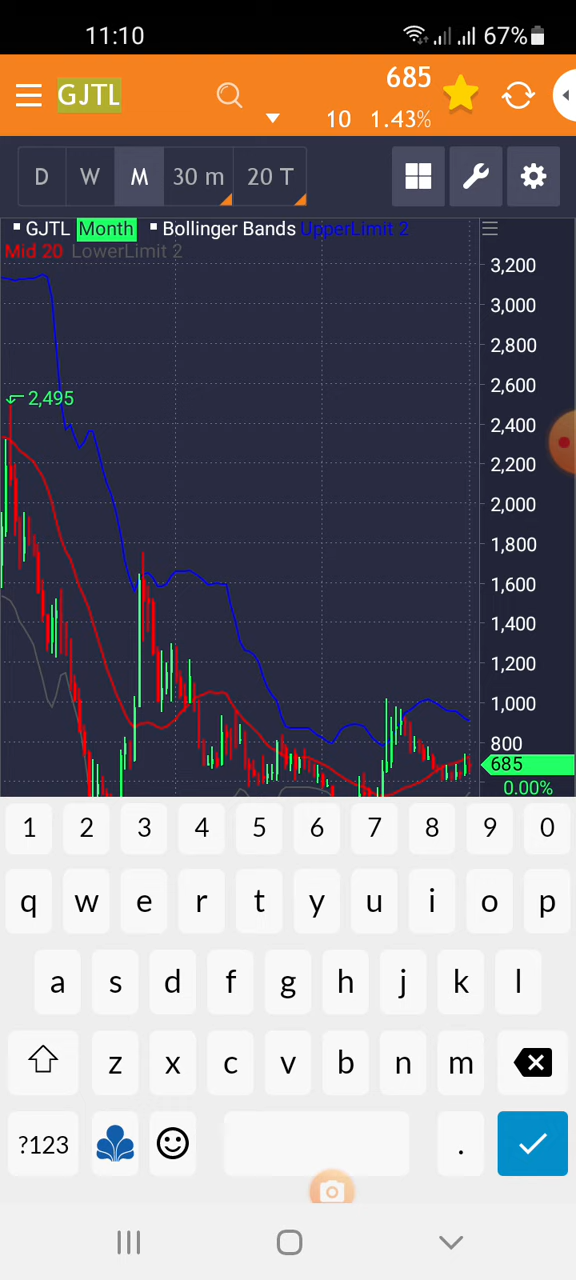 11:10
67%
GJTL
685
10 1.43%
D W M 30 m 20 T
GJTL Month Bollinger Bands UpperLimit 2
Mid 20 LowerLimit 2
3,200
3,000
2,800
2,600
2,495
2,400
2,200
2,000
1,800
1,600
1,400
1,200
1,000
800
685
0.00%
1 2 3 4 5 6 7 8 9 0
q w e r t y u i o p
a s d f g h j k l
z x c v b n m
?123 .